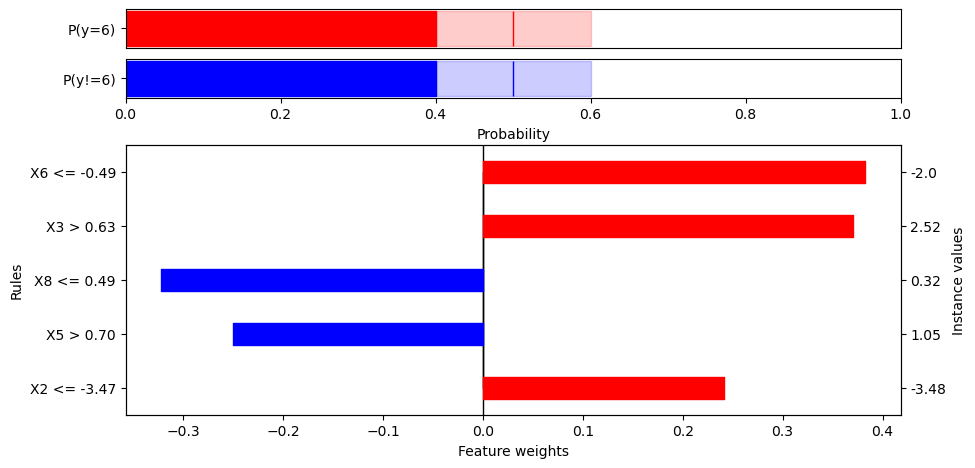 P(y=6)
P(y!=6)
0.0 0.2 0.4 0.6 0.8 1.0
Probability
X6 <= -0.49 -2.0
X3 > 0.63 2.52
X8 <= 0.49 0.32
X5 > 0.70 1.05
X2 <= -3.47 -3.48
Rules
Instance values
−0.3 −0.2 −0.1 0.0 0.1 0.2 0.3 0.4
Feature weights